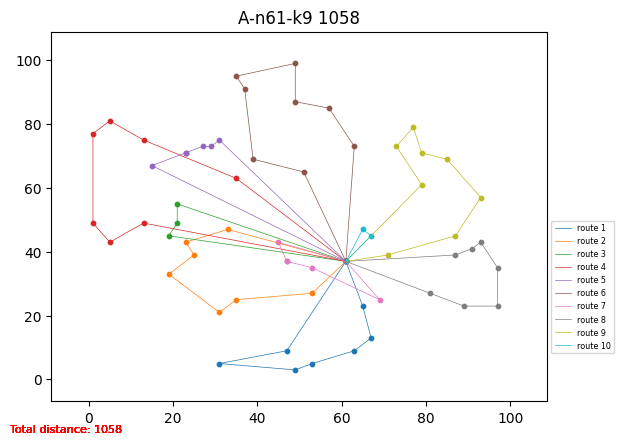 A-n61-k9 1058
100
80
60
40
20
0
0 20 40 60 80 100
route 1
route 2
route 3
route 4
route 5
route 6
route 7
route 8
route 9
route 10
Total distance: 1058